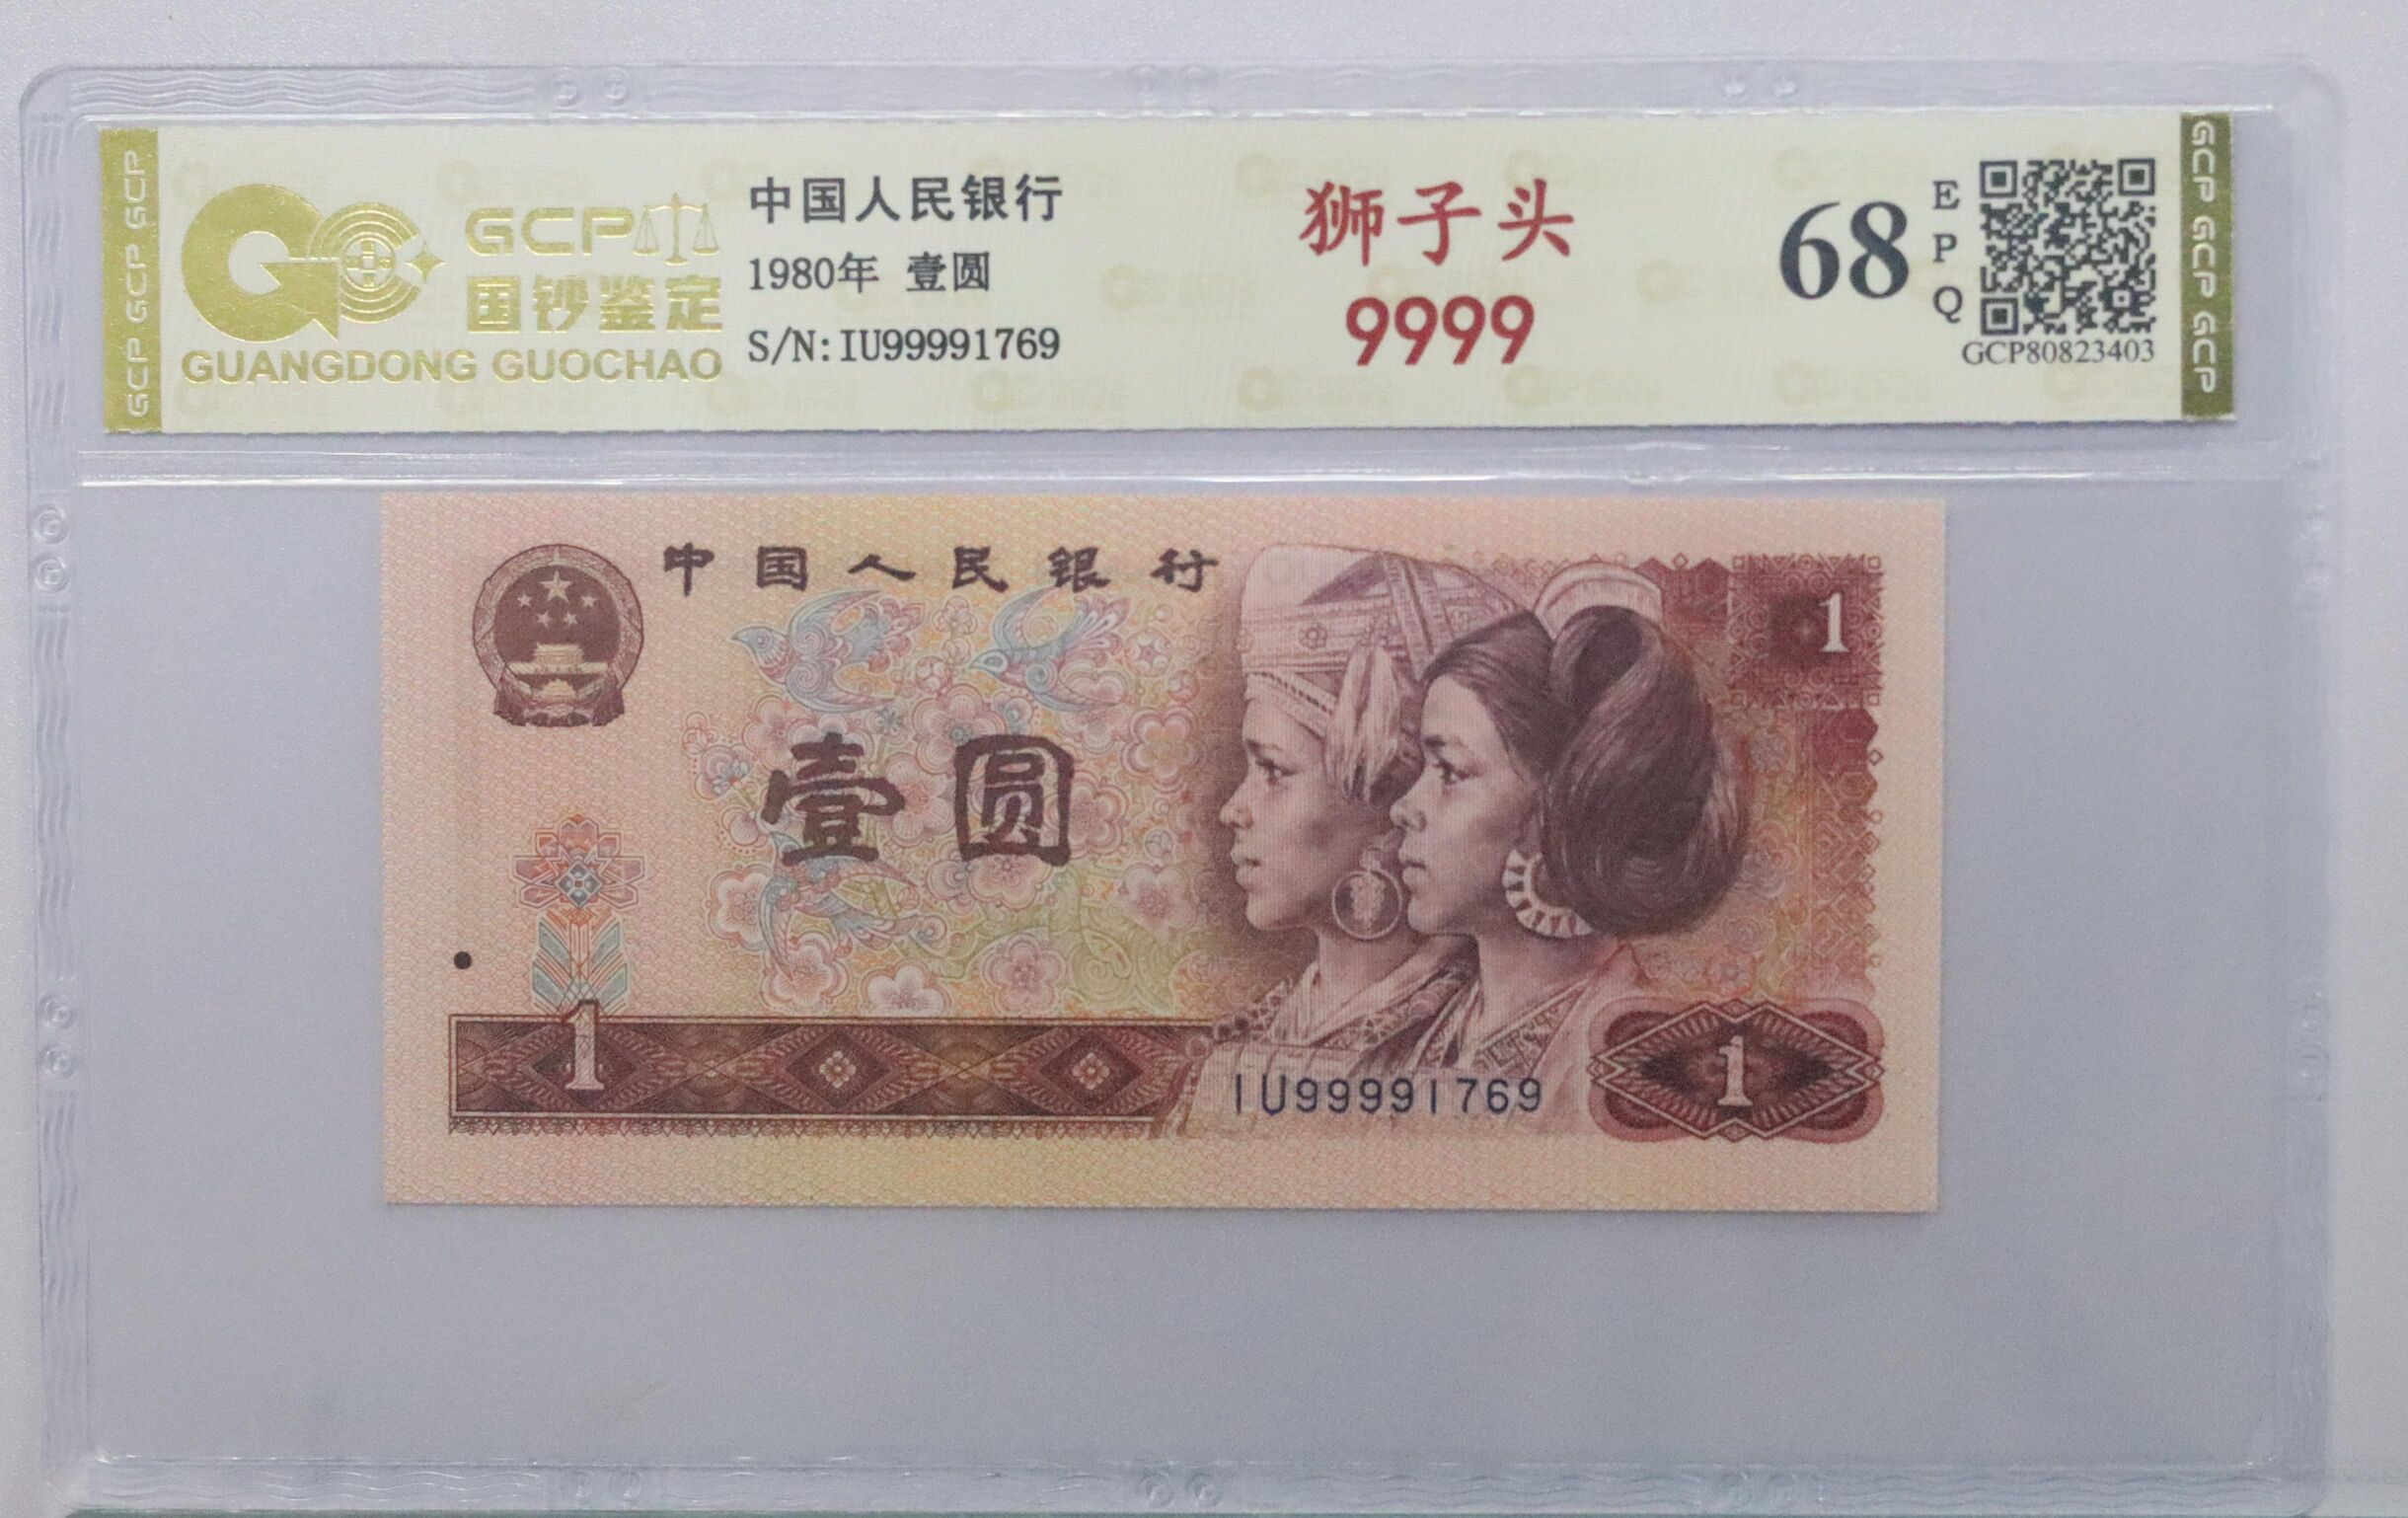 GCP GCP GCP
GCP
国钞鉴定
GUANGDONG GUOCHAO
中国人民银行
1980年 壹圆
S/N:IU99991769
狮子头
9999
68
EPQ
GCP80823403
GCP GCP GCP
中国人民银行
1
壹圆
1
IU99991769
1